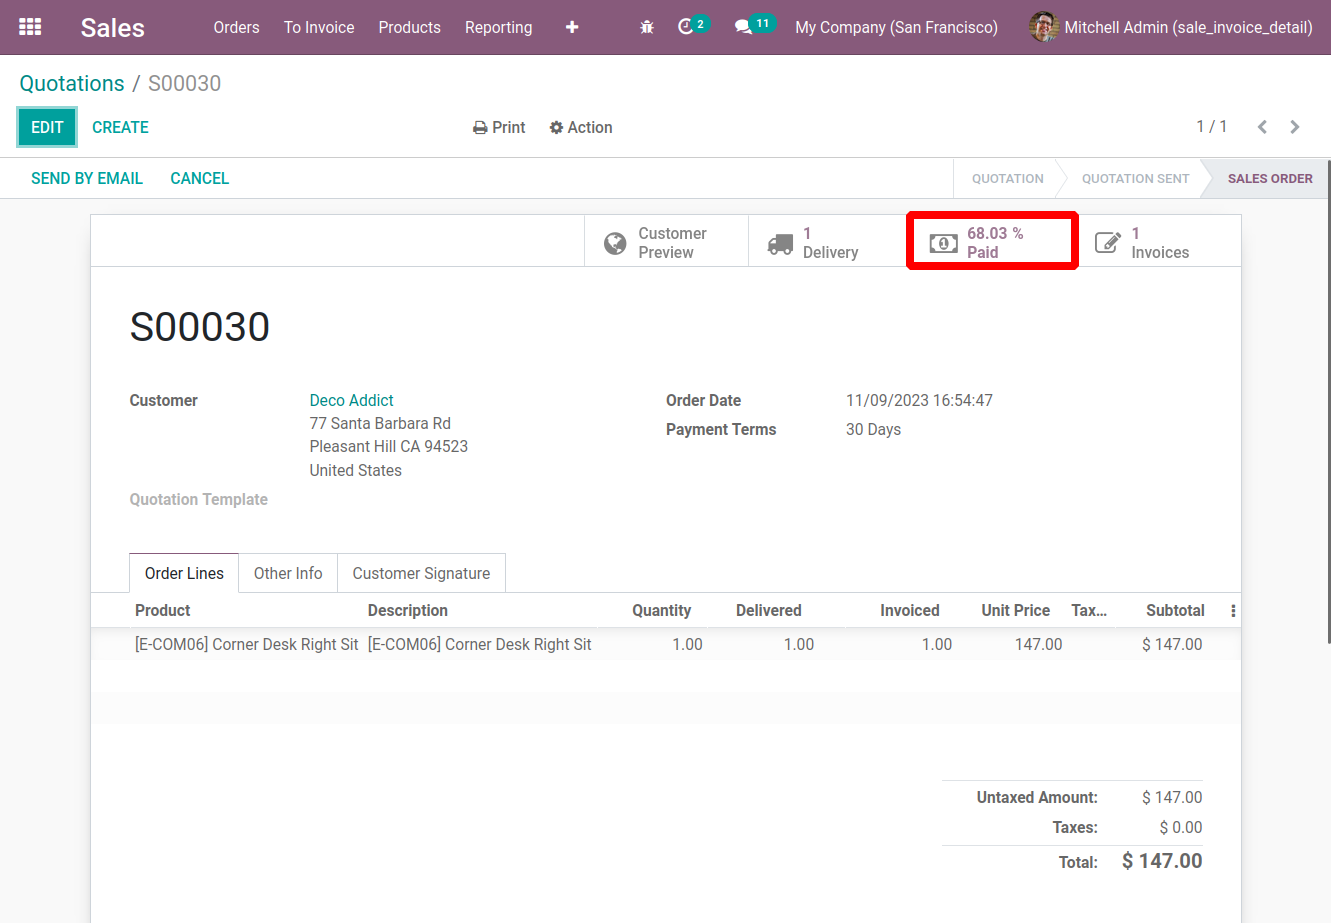 Sales Orders To Invoice Products Reporting + 2 11 My Company (San Francisco) Mitchell Admin (sale_invoice_detail)
Quotations / S00030
EDIT CREATE Print Action 1 / 1
SEND BY EMAIL CANCEL QUOTATION QUOTATION SENT SALES ORDER
Customer Preview
1 Delivery
68.03 % Paid
1 Invoices
S00030
Customer Deco Addict
77 Santa Barbara Rd
Pleasant Hill CA 94523
United States
Order Date 11/09/2023 16:54:47
Payment Terms 30 Days
Quotation Template
Order Lines Other Info Customer Signature
Product Description Quantity Delivered Invoiced Unit Price Tax... Subtotal
[E-COM06] Corner Desk Right Sit [E-COM06] Corner Desk Right Sit 1.00 1.00 1.00 147.00 $ 147.00
Untaxed Amount: $ 147.00
Taxes: $ 0.00
Total: $ 147.00